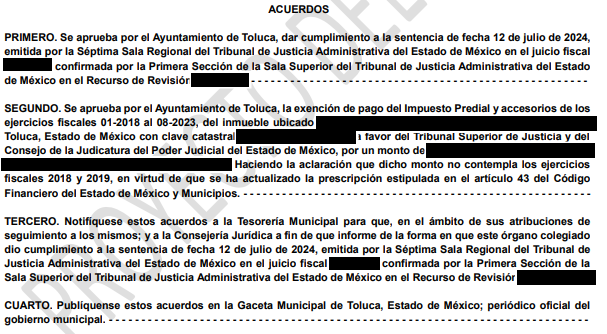 ACUERDOS
PRIMERO. Se aprueba por el Ayuntamiento de Toluca, dar cumplimiento a la sentencia de fecha 12 de julio de 2024,
emitida por la Séptima Sala Regional del Tribunal de Justicia Administrativa del Estado de México en el juicio fiscal
confirmada por la Primera Sección de la Sala Superior del Tribunal de Justicia Administrativa del Estado
de México en el Recurso de Revisión - - - - - - - - - - - - - - - - - - - - - - - - - - - - - - - - - - - - - - - - -
SEGUNDO. Se aprueba por el Ayuntamiento de Toluca, la exención de pago del Impuesto Predial y accesorios de los
ejercicios fiscales 01-2018 al 08-2023, del inmueble ubicado
Toluca, Estado de México con clave catastral a favor del Tribunal Superior de Justicia y del
Consejo de la Judicatura del Poder Judicial del Estado de México, por un monto de
Haciendo la aclaración que dicho monto no contempla los ejercicios
fiscales 2018 y 2019, en virtud de que se ha actualizado la prescripción estipulada en el artículo 43 del Código
Financiero del Estado de México y Municipios. - - - - - - - - - - - - - - - - - - - - - - - - - - - - - - - - - - - - - - - - -
TERCERO. Notifíquese estos acuerdos a la Tesorería Municipal para que, en el ámbito de sus atribuciones de
seguimiento a los mismos; y a la Consejería Jurídica a fin de que informe de la forma en que este órgano colegiado
dio cumplimiento a la sentencia de fecha 12 de julio de 2024, emitida por la Séptima Sala Regional del Tribunal de
Justicia Administrativa del Estado de México en el juicio fiscal confirmada por la Primera Sección de la
Sala Superior del Tribunal de Justicia Administrativa del Estado de México en el Recurso de Revisión
CUARTO. Publíquense estos acuerdos en la Gaceta Municipal de Toluca, Estado de México; periódico oficial del
gobierno municipal. - - - - - - - - - - - - - - - - - - - - - - - - - - - - - - - - - - - - - - - - - - - - - - - - - - - - - - - - -
PROYECTO DE